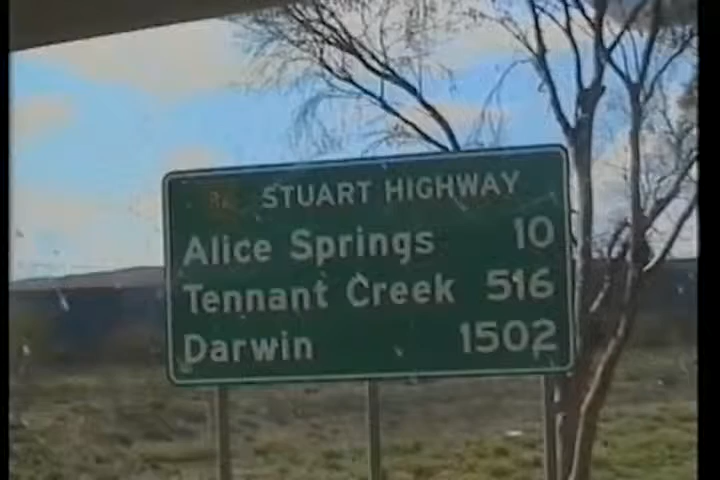 STUART HIGHWAY
Alice Springs 10
Tennant Creek 516
Darwin 1502